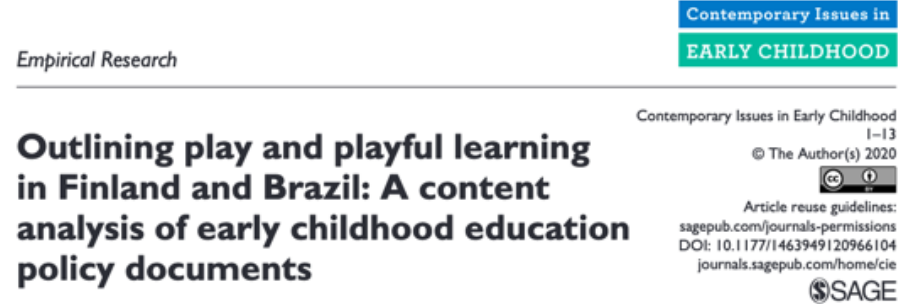 Contemporary Issues in
EARLY CHILDHOOD
Empirical Research
Outlining play and playful learning
in Finland and Brazil: A content
analysis of early childhood education
policy documents
Contemporary Issues in Early Childhood
1–13
© The Author(s) 2020
cc BY
Article reuse guidelines:
sagepub.com/journals-permissions
DOI: 10.1177/1463949120966104
journals.sagepub.com/home/cie
SAGE